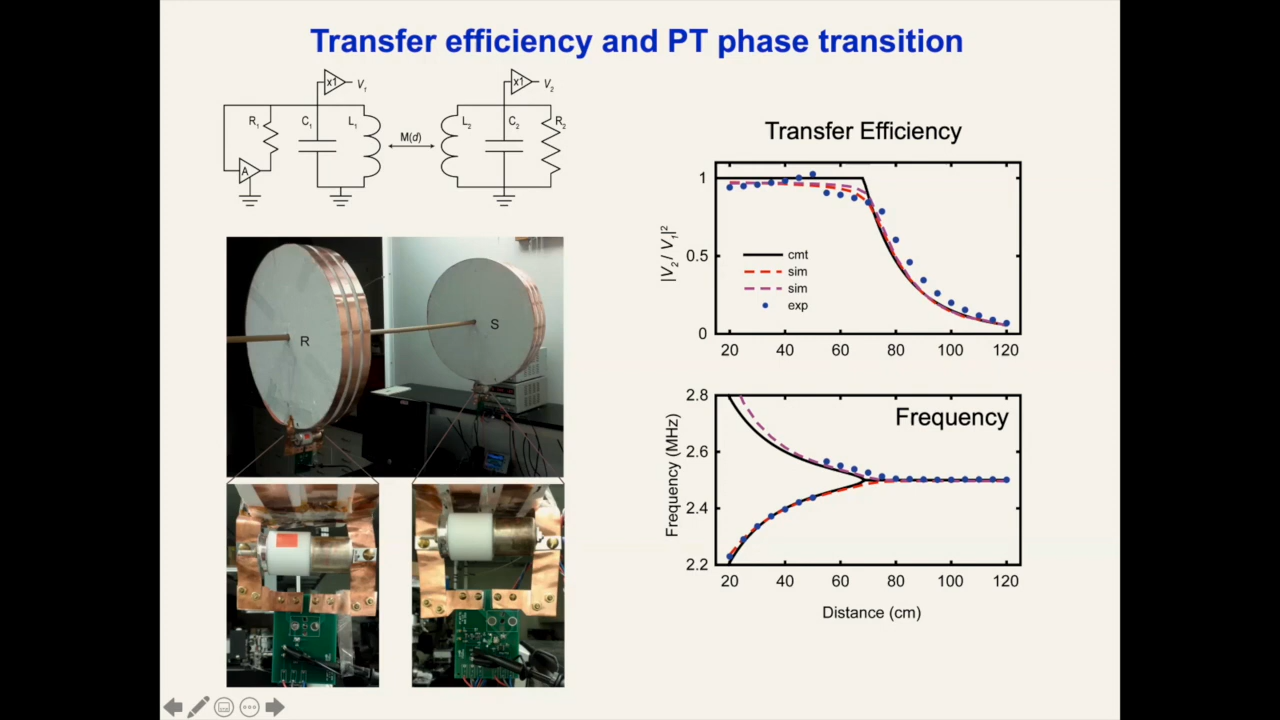 Transfer efficiency and PT phase transition
x1 V1 x1 V2
R1 C1 L1 M(d) L2 C2 R2
A
R S
Transfer Efficiency
|V2 / V1|²
1
0.5
0
cmt
sim
sim
exp
20 40 60 80 100 120
Frequency
Frequency (MHz)
2.8
2.6
2.4
2.2
20 40 60 80 100 120
Distance (cm)